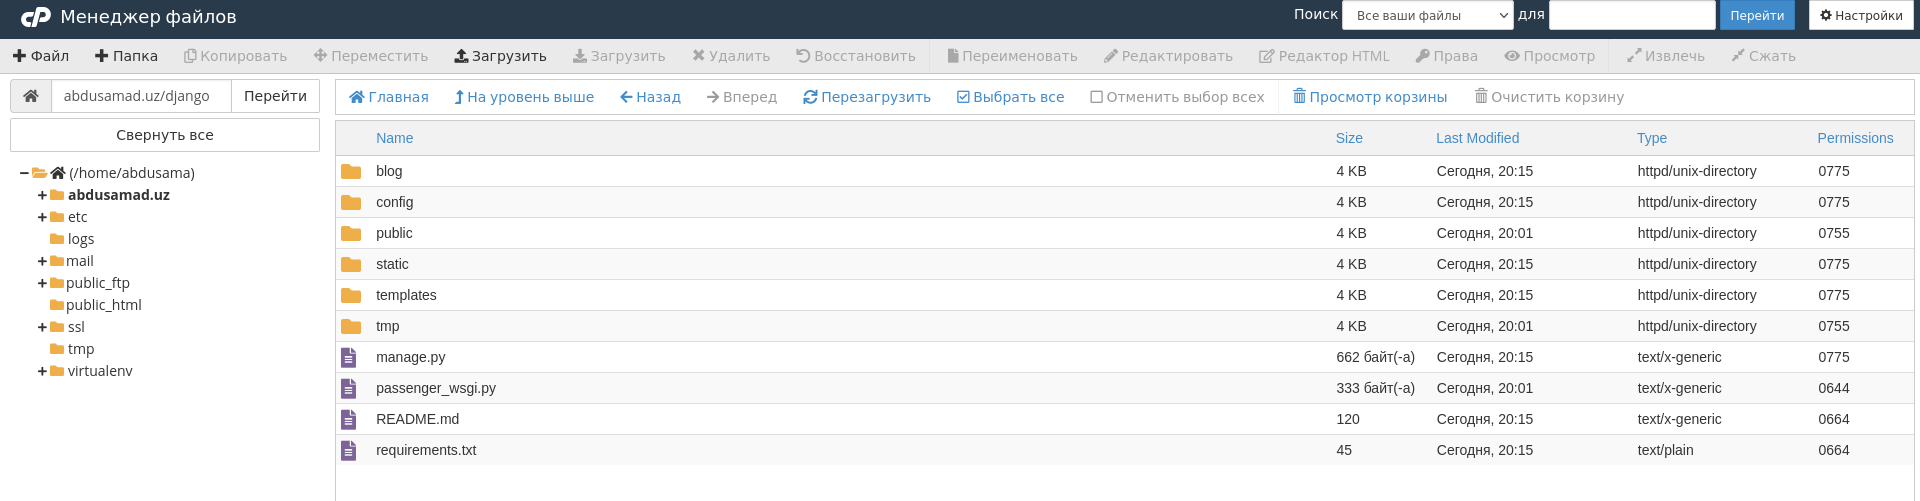 cP Менеджер файлов Поиск Все ваши файлы для Перейти Настройки
Файл Папка Копировать Переместить Загрузить Загрузить Удалить Восстановить Переименовать Редактировать Редактор HTML Права Просмотр Извлечь Сжать
abdusamad.uz/django Перейти
Главная На уровень выше Назад Вперед Перезагрузить Выбрать все Отменить выбор всех Просмотр корзины Очистить корзину
Свернуть все
(/home/abdusama)
abdusamad.uz
etc
logs
mail
public_ftp
public_html
ssl
tmp
virtualenv
Name Size Last Modified Type Permissions
blog 4 KB Сегодня, 20:15 httpd/unix-directory 0775
config 4 KB Сегодня, 20:15 httpd/unix-directory 0775
public 4 KB Сегодня, 20:01 httpd/unix-directory 0755
static 4 KB Сегодня, 20:15 httpd/unix-directory 0775
templates 4 KB Сегодня, 20:15 httpd/unix-directory 0775
tmp 4 KB Сегодня, 20:01 httpd/unix-directory 0755
manage.py 662 байт(-а) Сегодня, 20:15 text/x-generic 0775
passenger_wsgi.py 333 байт(-а) Сегодня, 20:01 text/x-generic 0644
README.md 120 Сегодня, 20:15 text/x-generic 0664
requirements.txt 45 Сегодня, 20:15 text/plain 0664